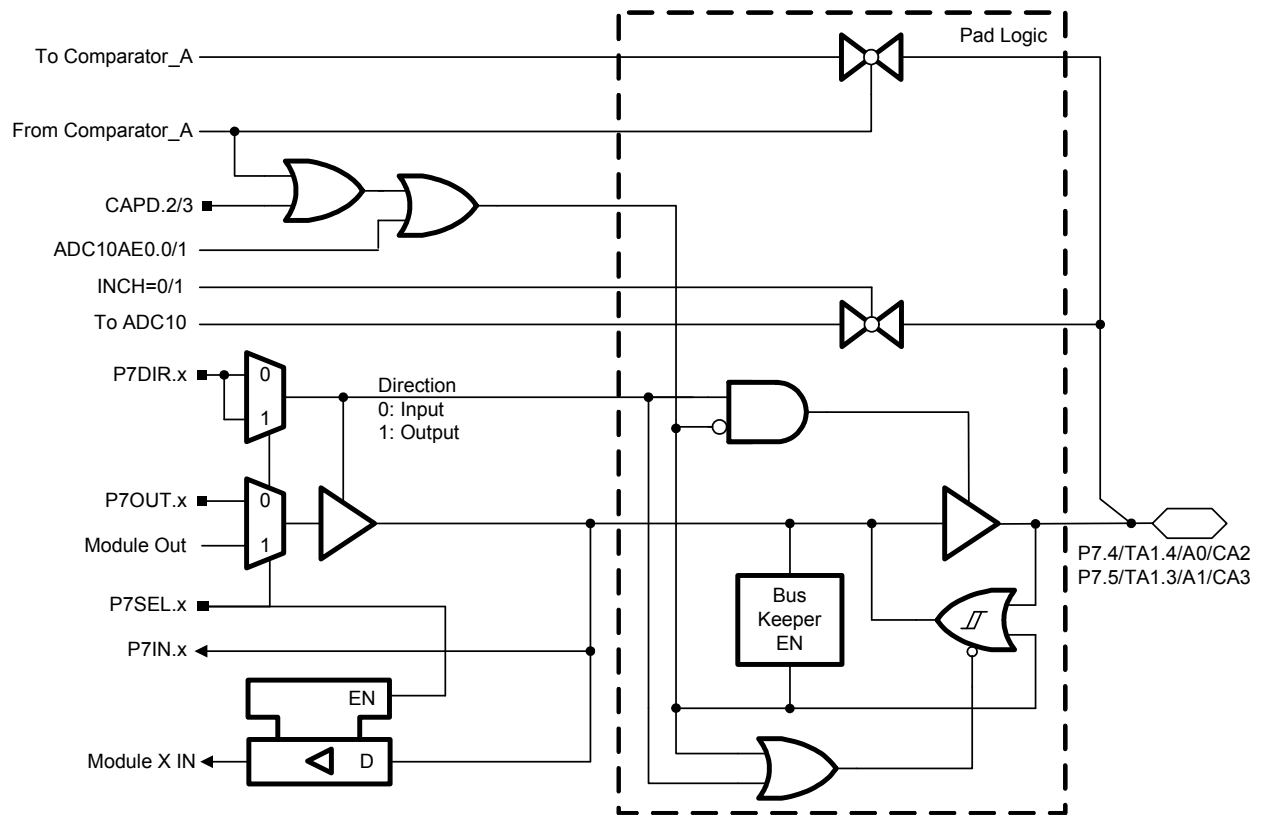 Pad Logic
To Comparator_A
From Comparator_A
CAPD.2/3
ADC10AE0.0/1
INCH=0/1
To ADC10
P7DIR.x
0
1
Direction
0: Input
1: Output
P7OUT.x
0
Module Out
1
P7.4/TA1.4/A0/CA2
P7.5/TA1.3/A1/CA3
Bus
Keeper
EN
P7SEL.x
P7IN.x
EN
Module X IN
D